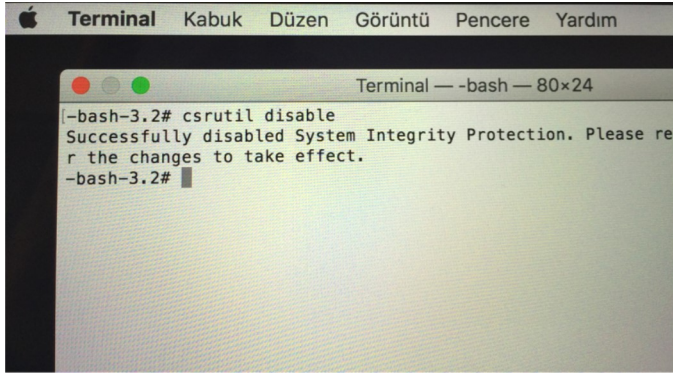 Terminal Kabuk Düzen Görüntü Pencere Yardım
Terminal — -bash — 80×24
[-bash-3.2# csrutil disable
Successfully disabled System Integrity Protection. Please re
r the changes to take effect.
-bash-3.2#